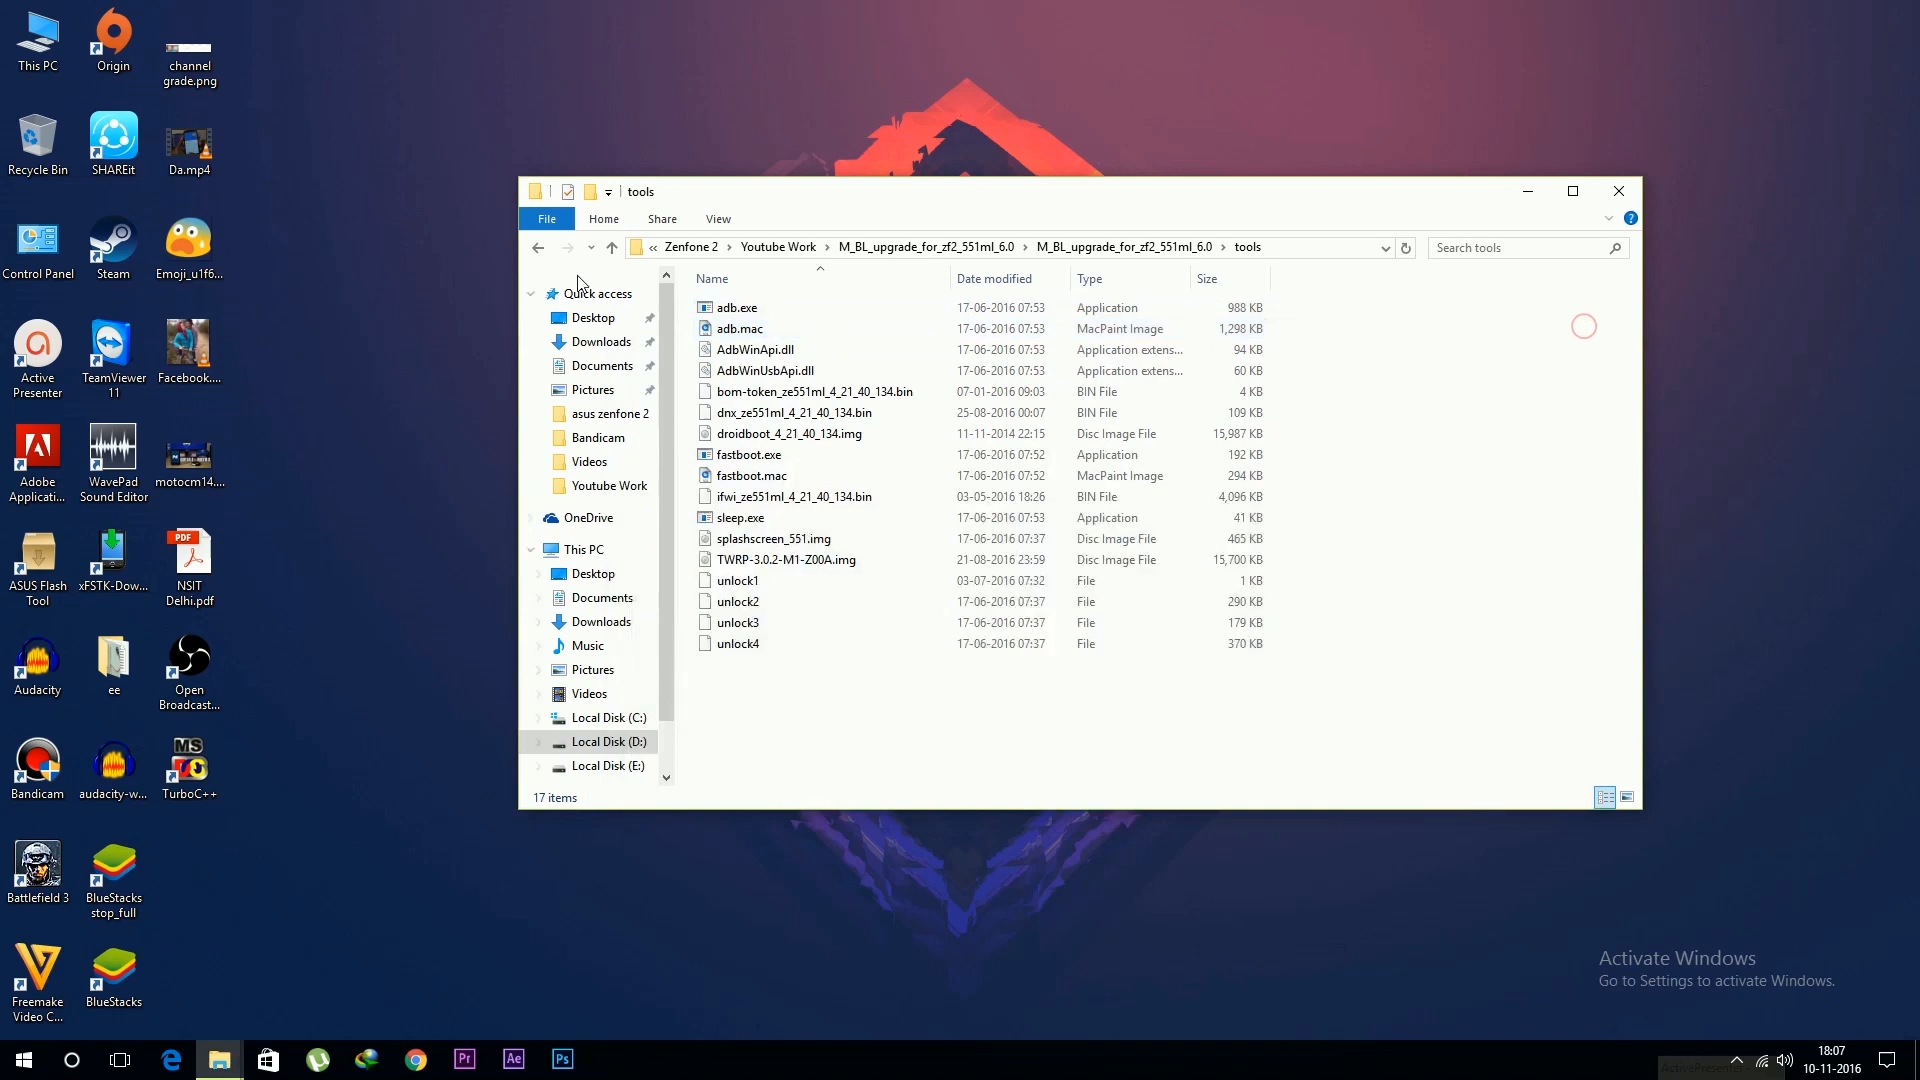 This PC
Origin
channel
grade.png
Recycle Bin
SHAREit
Da.mp4
Control Panel
Steam
Emoji_u1f6...
Active
Presenter
TeamViewer
11
Facebook....
Adobe
Applicati...
WavePad
Sound Editor
motocm14....
ASUS Flash
Tool
xFSTK-Dow...
PDF
NSIT
Delhi.pdf
Audacity
ee
Open
Broadcast...
Bandicam
audacity-w...
MS
TurboC++
Battlefield 3
BlueStacks
stop_full
Freemake
Video C...
BlueStacks
tools
File Home Share View
« Zenfone 2 › Youtube Work › M_BL_upgrade_for_zf2_551ml_6.0 › M_BL_upgrade_for_zf2_551ml_6.0 › tools
Search tools
Quick access
Desktop
Downloads
Documents
Pictures
asus zenfone 2
Bandicam
Videos
Youtube Work
OneDrive
This PC
Desktop
Documents
Downloads
Music
Pictures
Videos
Local Disk (C:)
Local Disk (D:)
Local Disk (E:)
Name Date modified Type Size
adb.exe 17-06-2016 07:53 Application 988 KB
adb.mac 17-06-2016 07:53 MacPaint Image 1,298 KB
AdbWinApi.dll 17-06-2016 07:53 Application extens... 94 KB
AdbWinUsbApi.dll 17-06-2016 07:53 Application extens... 60 KB
bom-token_ze551ml_4_21_40_134.bin 07-01-2016 09:03 BIN File 4 KB
dnx_ze551ml_4_21_40_134.bin 25-08-2016 00:07 BIN File 109 KB
droidboot_4_21_40_134.img 11-11-2014 22:15 Disc Image File 15,987 KB
fastboot.exe 17-06-2016 07:52 Application 192 KB
fastboot.mac 17-06-2016 07:52 MacPaint Image 294 KB
ifwi_ze551ml_4_21_40_134.bin 03-05-2016 18:26 BIN File 4,096 KB
sleep.exe 17-06-2016 07:53 Application 41 KB
splashscreen_551.img 17-06-2016 07:37 Disc Image File 465 KB
TWRP-3.0.2-M1-Z00A.img 21-08-2016 23:59 Disc Image File 15,700 KB
unlock1 03-07-2016 07:32 File 1 KB
unlock2 17-06-2016 07:37 File 290 KB
unlock3 17-06-2016 07:37 File 179 KB
unlock4 17-06-2016 07:37 File 370 KB
17 items
Activate Windows
Go to Settings to activate Windows.
Pr
Ae
Ps
18:07
10-11-2016